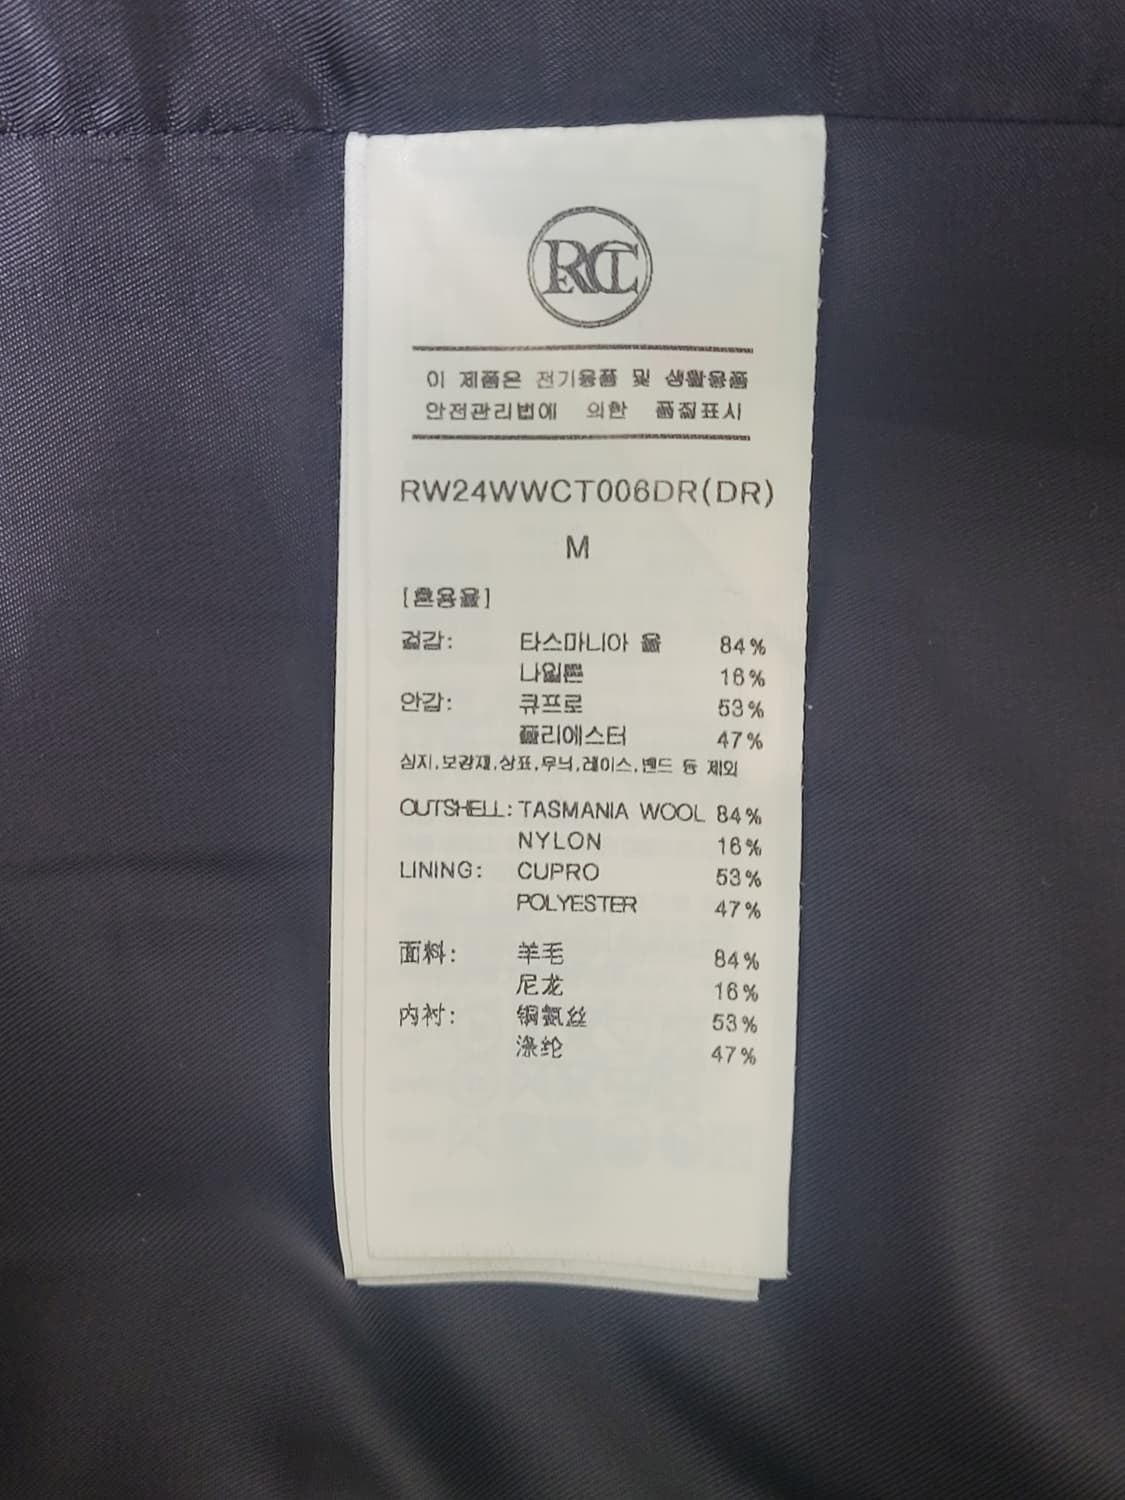 RCT
이 제품은 전기용품 및 생활용품
안전관리법에 의한 품질표시
RW24WWCT006DR(DR)
M
[혼용율]
겉감: 타스마니아 울 84%
나일론 16%
안감: 큐프로 53%
폴리에스터 47%
심지,보강재,상표,무늬,레이스,밴드 등 제외
OUTSHELL: TASMANIA WOOL 84%
NYLON 16%
LINING: CUPRO 53%
POLYESTER 47%
面料: 羊毛 84%
尼龙 16%
内衬: 铜氨丝 53%
涤纶 47%